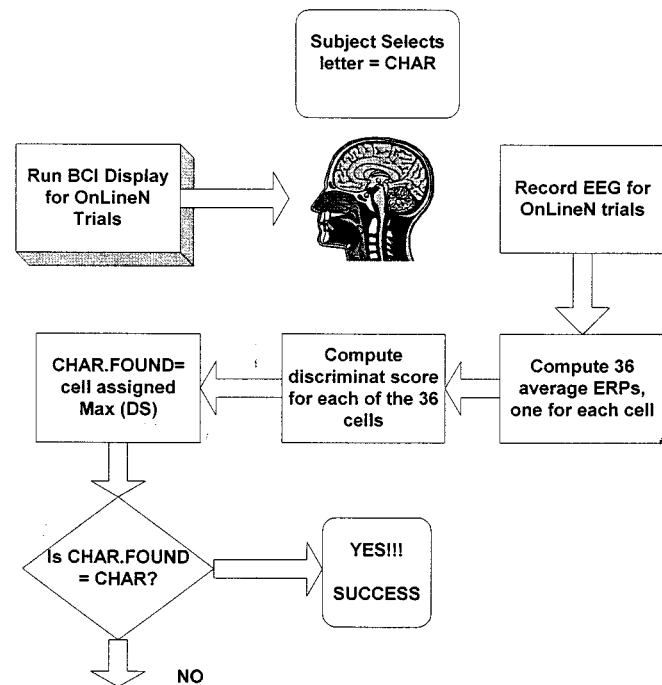 Subject Selects
letter = CHAR
Run BCI Display
for OnLineN
Trials
Record EEG for
OnLineN trials
CHAR.FOUND=
cell assigned
Max (DS)
Compute
discriminat score
for each of the 36
cells
Compute 36
average ERPs,
one for each cell
Is CHAR.FOUND
= CHAR?
YES!!!
SUCCESS
NO